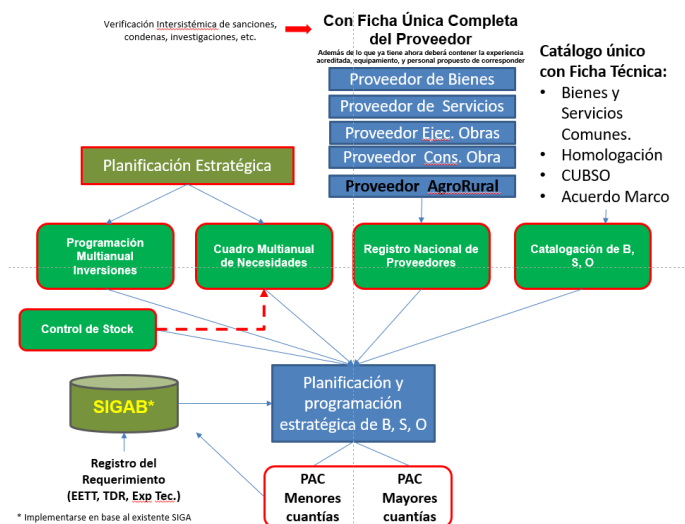 Verificación Intersistémica de sanciones,
condenas, investigaciones, etc.
Con Ficha Única Completa
del Proveedor
Además de lo que ya tiene ahora deberá contener la experiencia
acreditada, equipamiento, y personal propuesto de corresponder
Proveedor de Bienes
Proveedor de Servicios
Proveedor Ejec. Obras
Proveedor Cons. Obra
Proveedor AgroRural
Catálogo único
con Ficha Técnica:
• Bienes y
Servicios
Comunes.
• Homologación
• CUBSO
• Acuerdo Marco
Planificación Estratégica
Programación
Multianual
Inversiones
Cuadro Multianual
de Necesidades
Registro Nacional de
Proveedores
Catalogación de B,
S, O
Control de Stock
Planificación y
programación
estratégica de B, S, O
SIGAB*
Registro del
Requerimiento
(EETT, TDR, Exp Tec.)
* Implementarse en base al existente SIGA
PAC
Menores
cuantías
PAC
Mayores
cuantías